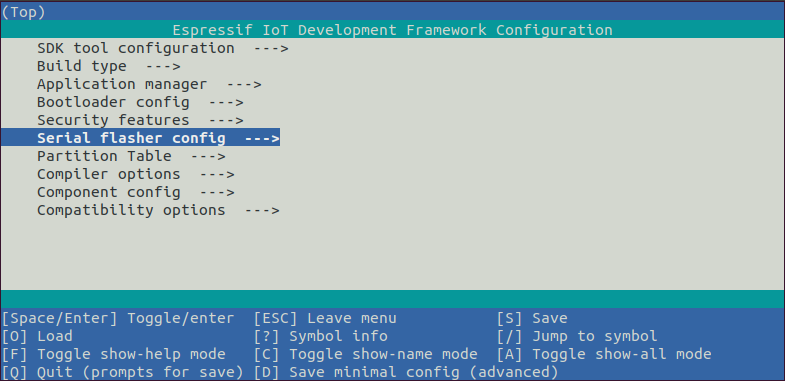 (Top)
Espressif IoT Development Framework Configuration
SDK tool configuration  --->
Build type  --->
Application manager  --->
Bootloader config  --->
Security features  --->
Serial flasher config  --->
Partition Table  --->
Compiler options  --->
Component config  --->
Compatibility options  --->
[Space/Enter] Toggle/enter  [ESC] Leave menu  [S] Save
[O] Load  [?] Symbol info  [/] Jump to symbol
[F] Toggle show-help mode  [C] Toggle show-name mode  [A] Toggle show-all mode
[Q] Quit (prompts for save)  [D] Save minimal config (advanced)